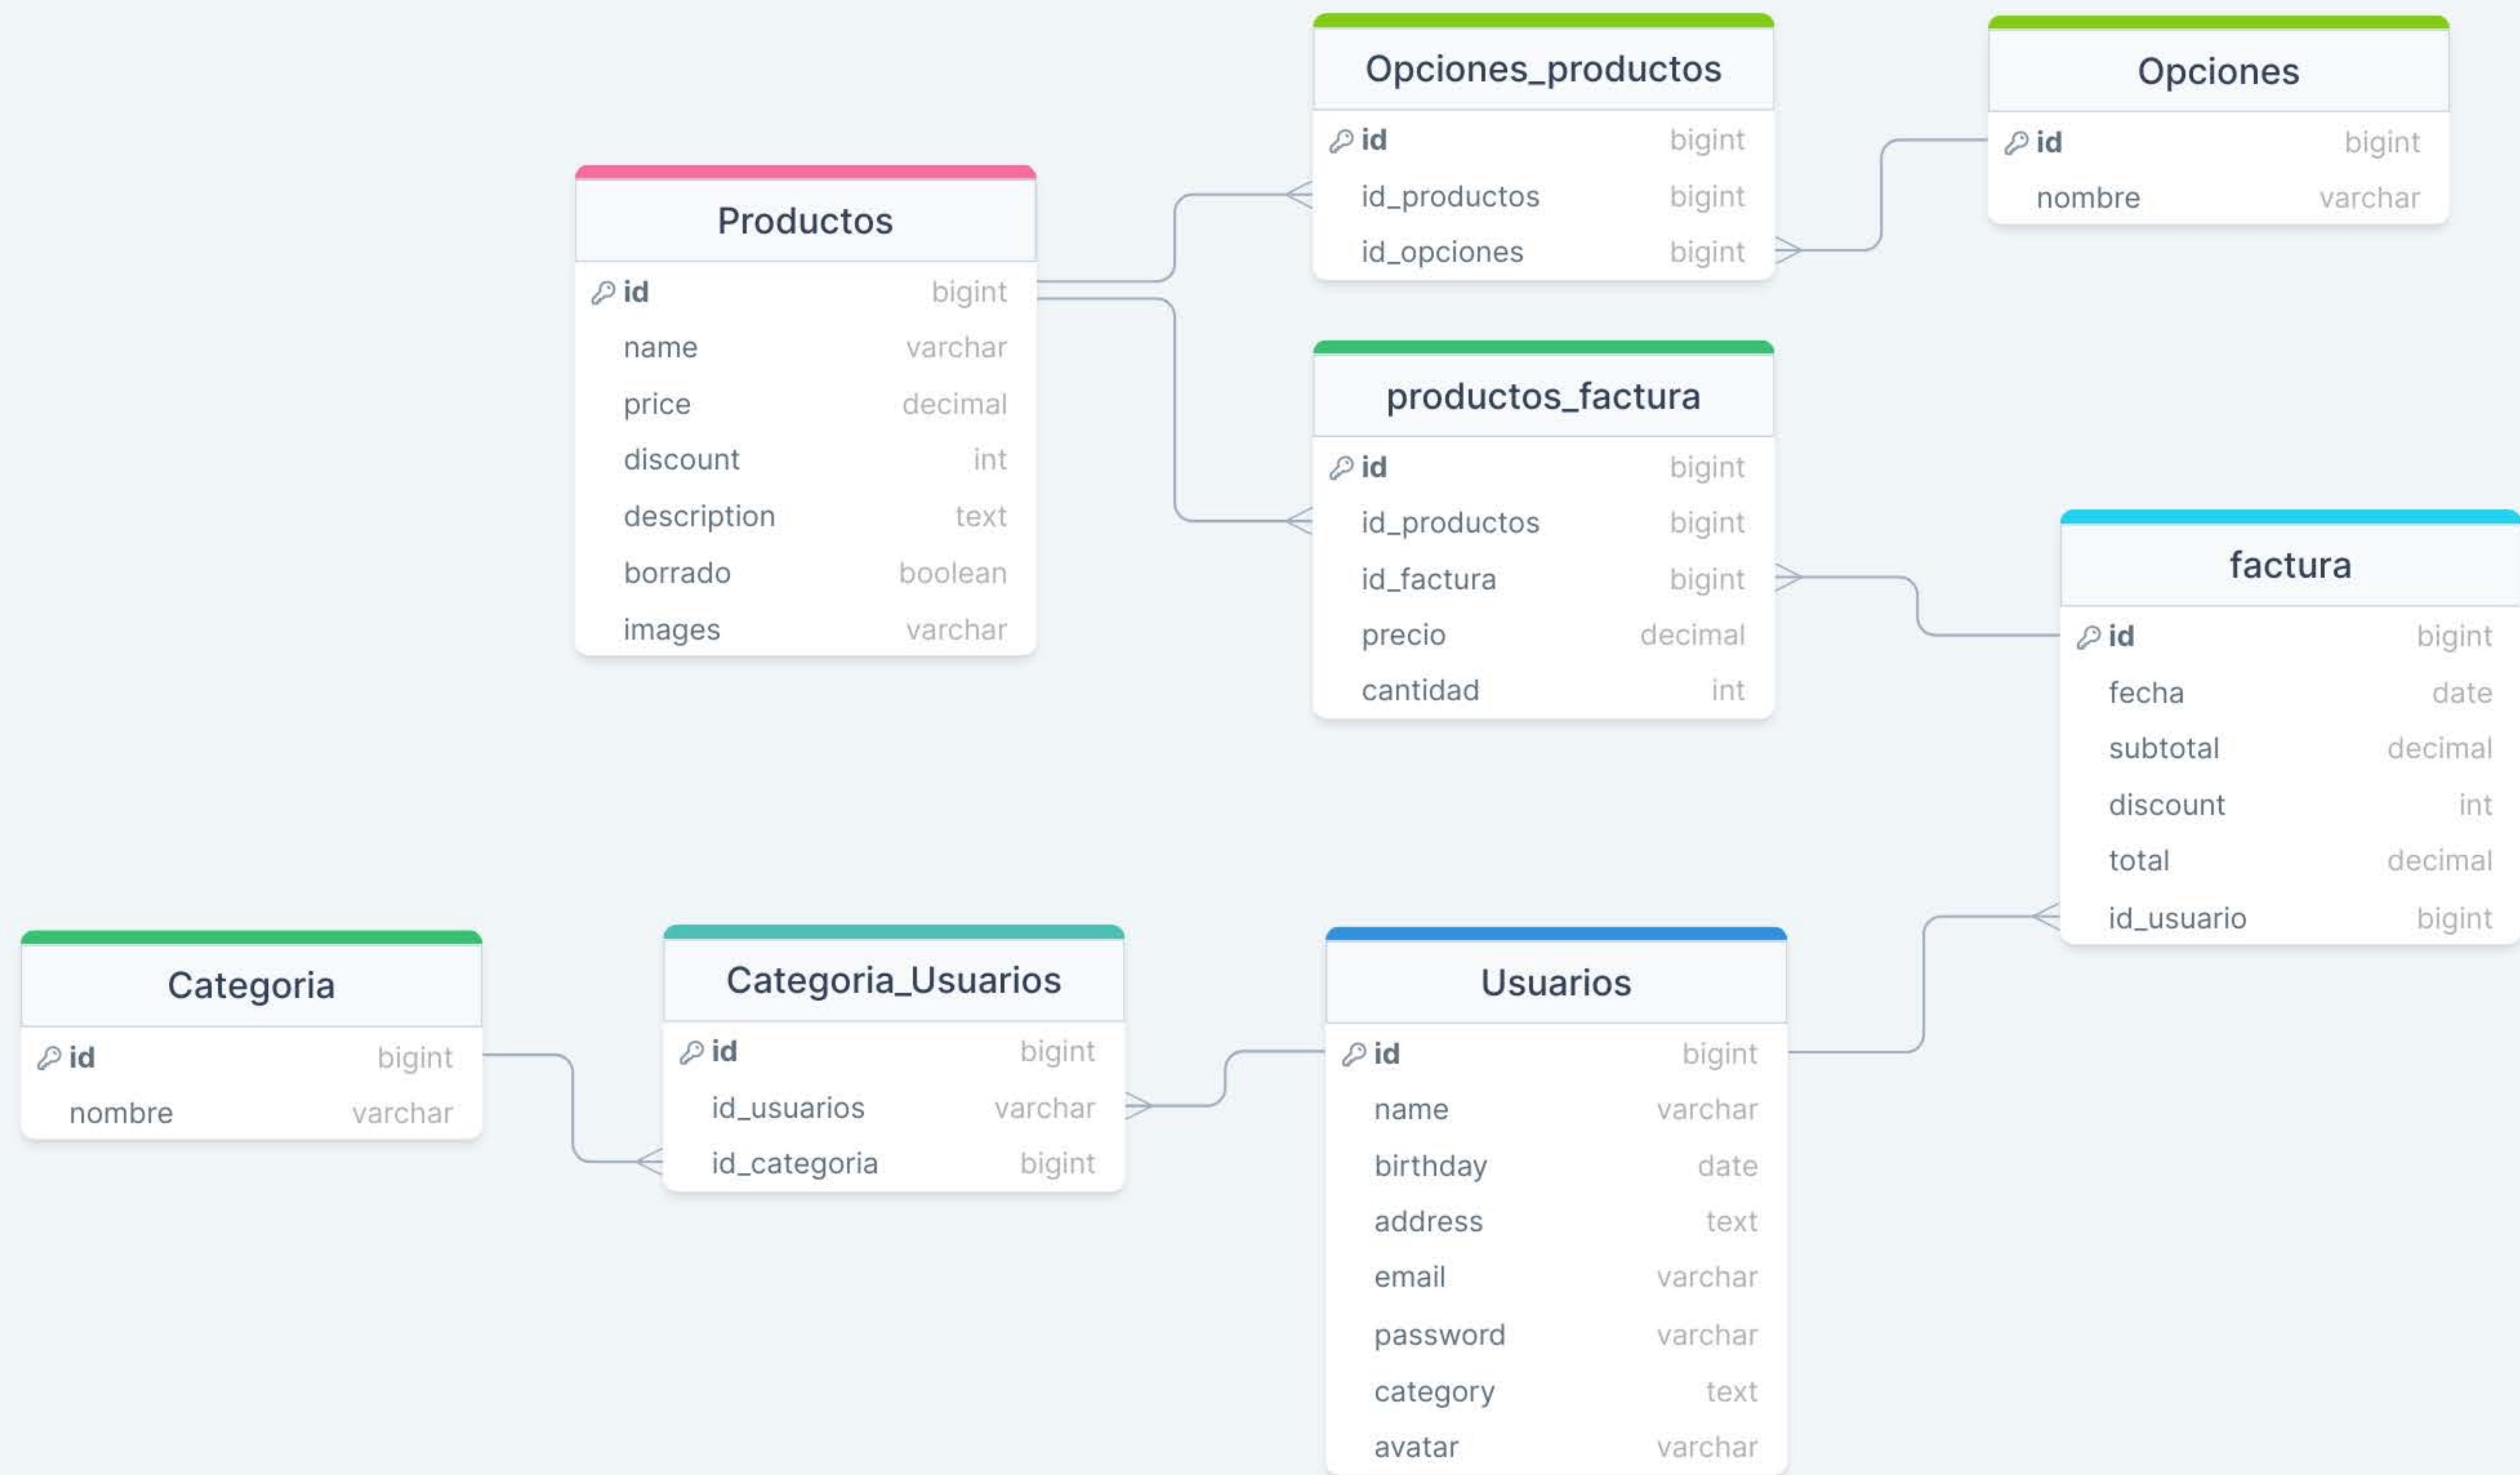 Opciones_productos
id bigint
id_productos bigint
id_opciones bigint
Opciones
id bigint
nombre varchar
Productos
id bigint
name varchar
price decimal
discount int
description text
borrado boolean
images varchar
productos_factura
id bigint
id_productos bigint
id_factura bigint
precio decimal
cantidad int
factura
id bigint
fecha date
subtotal decimal
discount int
total decimal
id_usuario bigint
Categoria
id bigint
nombre varchar
Categoria_Usuarios
id bigint
id_usuarios varchar
id_categoria bigint
Usuarios
id bigint
name varchar
birthday date
address text
email varchar
password varchar
category text
avatar varchar